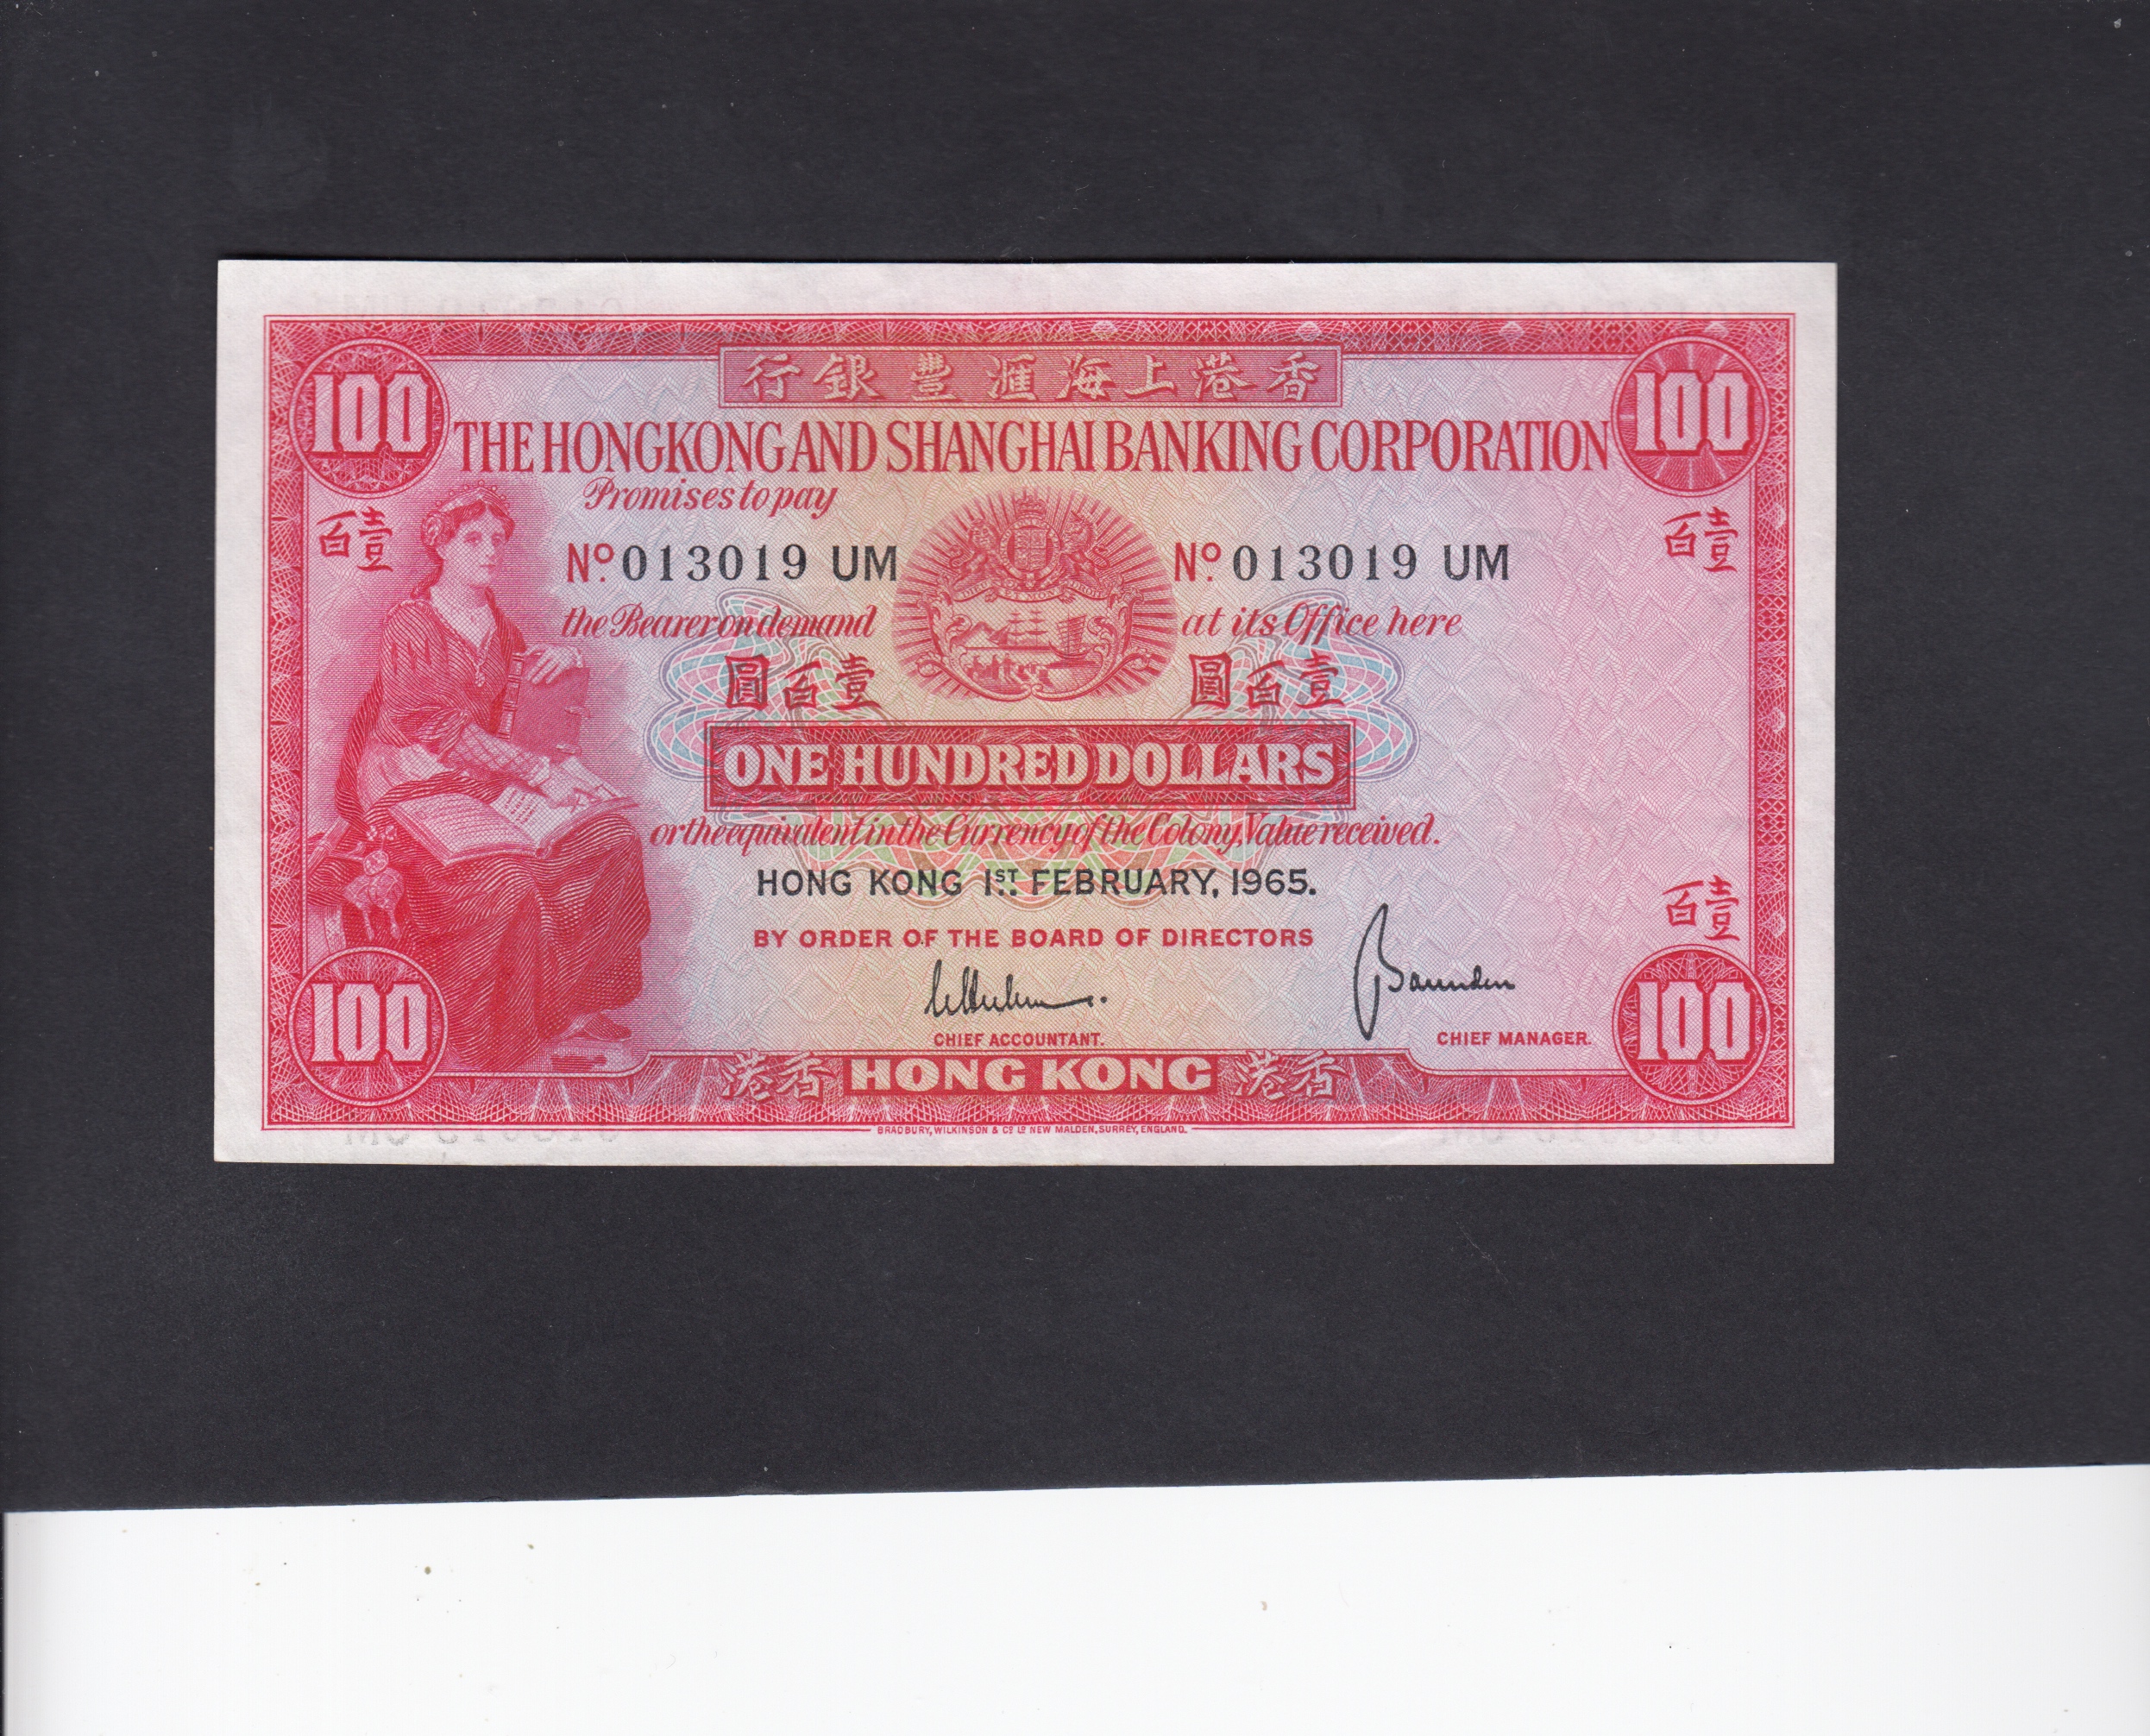 行銀豐滙海上港香
100 THE HONGKONG AND SHANGHAI BANKING CORPORATION 100
Promises to pay
百壹 百壹
Nº 013019 UM Nº 013019 UM
the Bearer on demand at its Office here
圓百壹 圓百壹
ONE HUNDRED DOLLARS
or the equivalent in the Currency of the Colony, Value received.
HONG KONG 1ST FEBRUARY, 1965.
百壹
BY ORDER OF THE BOARD OF DIRECTORS
Saunders
100 100
CHIEF ACCOUNTANT. CHIEF MANAGER.
港香 HONG KONG 港香
BRADBURY, WILKINSON & Cº Lº NEW MALDEN, SURREY, ENGLAND.